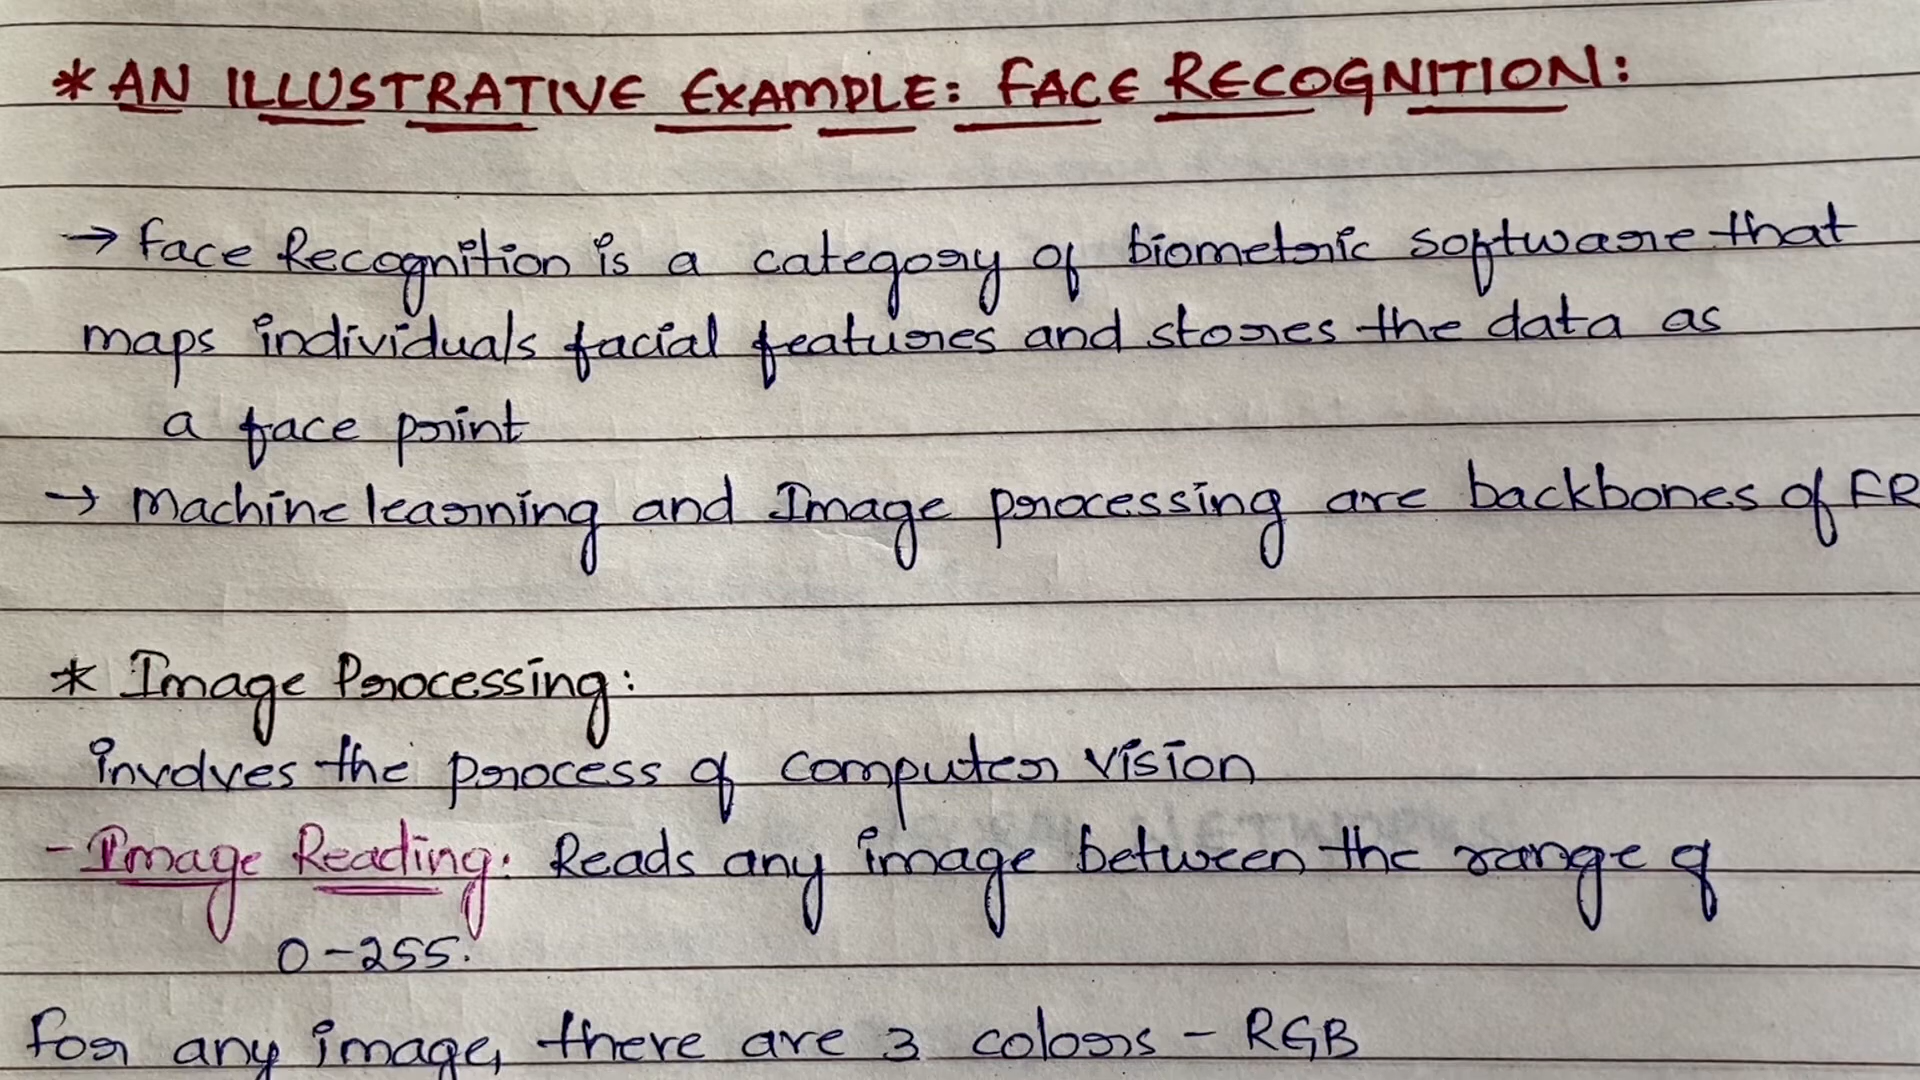 * AN ILLUSTRATIVE EXAMPLE: FACE RECOGNITION:
→ Face Recognition is a category of biometric software that
maps individuals facial features and stores the data as
a face print
→ Machine learning and Image processing are backbones of FR
* Image Processing:
involves the process of computer vision
- Image Reading: Reads any image between the range of
0-255.
For any image, there are 3 colors - RGB